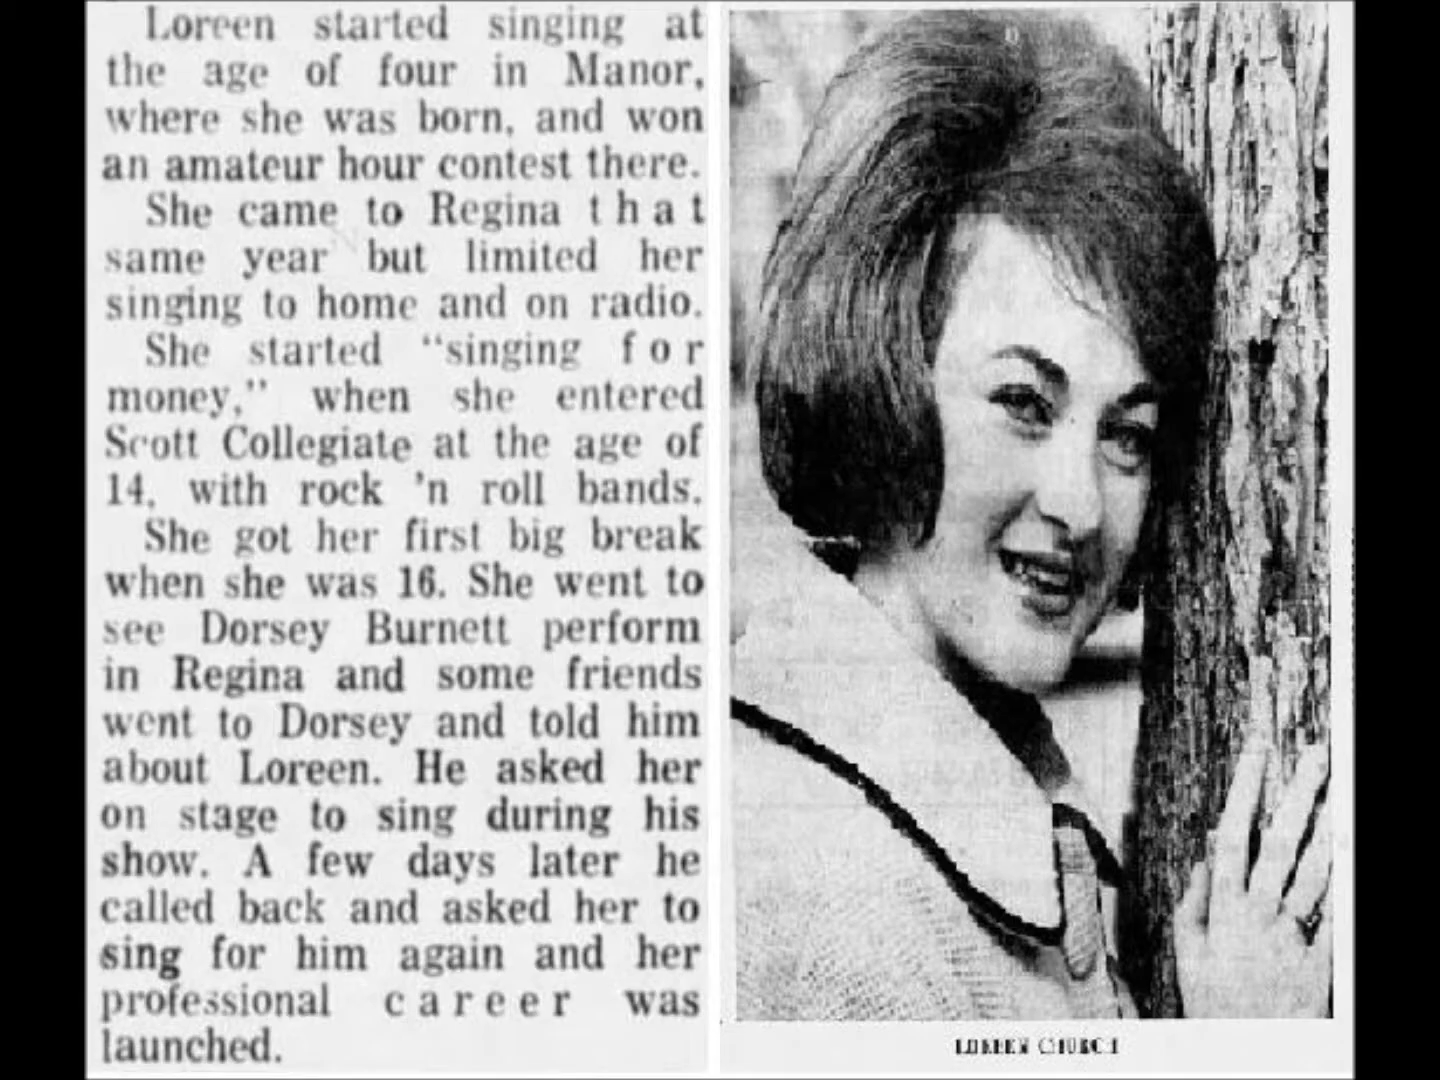 Loreen started singing at
the age of four in Manor,
where she was born, and won
an amateur hour contest there.
She came to Regina that
same year but limited her
singing to home and on radio.
She started “singing for
money,” when she entered
Scott Collegiate at the age of
14, with rock 'n roll bands.
She got her first big break
when she was 16. She went to
see Dorsey Burnett perform
in Regina and some friends
went to Dorsey and told him
about Loreen. He asked her
on stage to sing during his
show. A few days later he
called back and asked her to
sing for him again and her
professional career was
launched.
LOREEN CHURCH